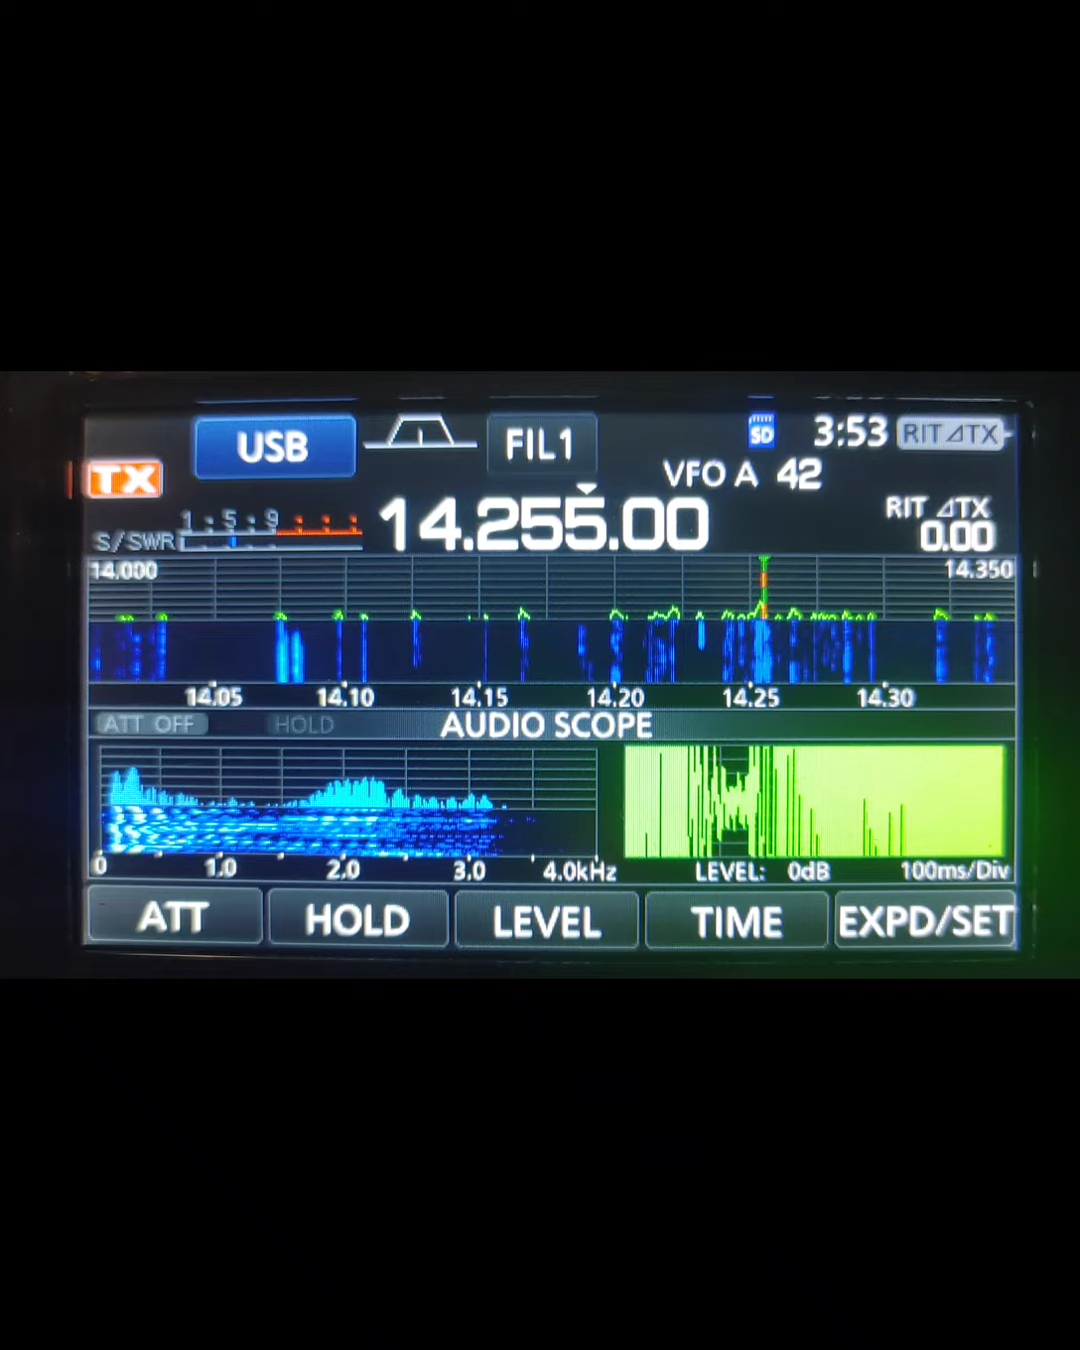 USB FIL1 SD 3:53 RIT ⊿TX
TX VFO A 42
1 : 5 : 9 : : : 14.255.00 RIT ⊿TX
S/SWR 0.00
14.000 14.350
14.05 14.10 14.15 14.20 14.25 14.30
ATT OFF HOLD AUDIO SCOPE
0 1.0 2.0 3.0 4.0kHz LEVEL: 0dB 100ms/Div
ATT HOLD LEVEL TIME EXPD/SET